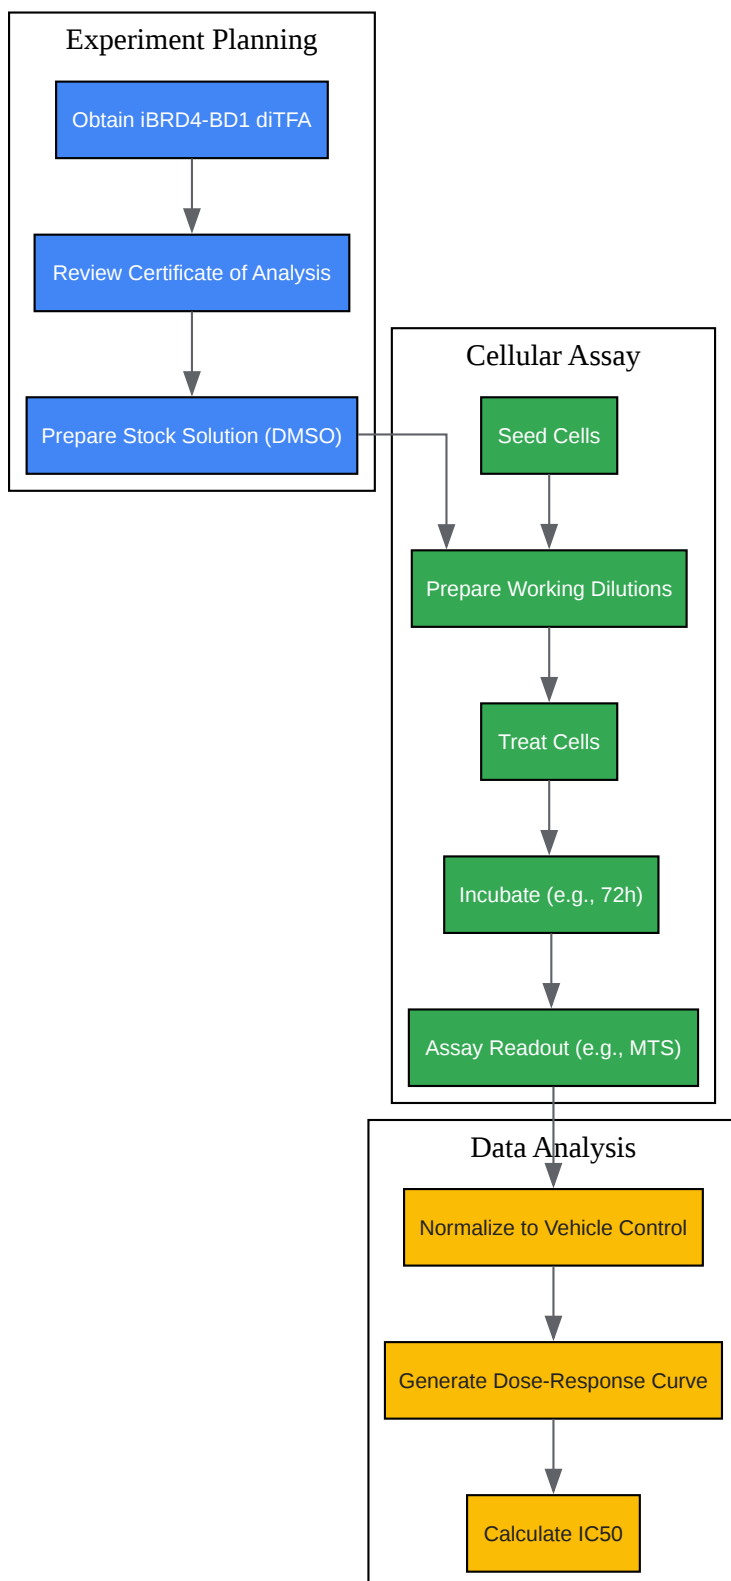 Experiment Planning
Obtain iBRD4-BD1 diTFA
Review Certificate of Analysis
Prepare Stock Solution (DMSO)
Cellular Assay
Seed Cells
Prepare Working Dilutions
Treat Cells
Incubate (e.g., 72h)
Assay Readout (e.g., MTS)
Data Analysis
Normalize to Vehicle Control
Generate Dose-Response Curve
Calculate IC50